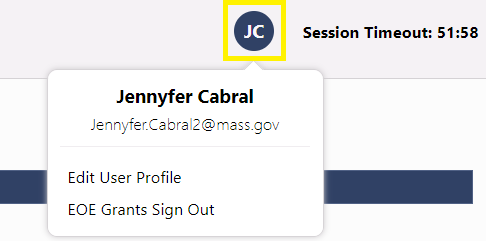 JC
Session Timeout: 51:58
Jennyfer Cabral
Jennyfer.Cabral2@mass.gov
Edit User Profile
EOE Grants Sign Out